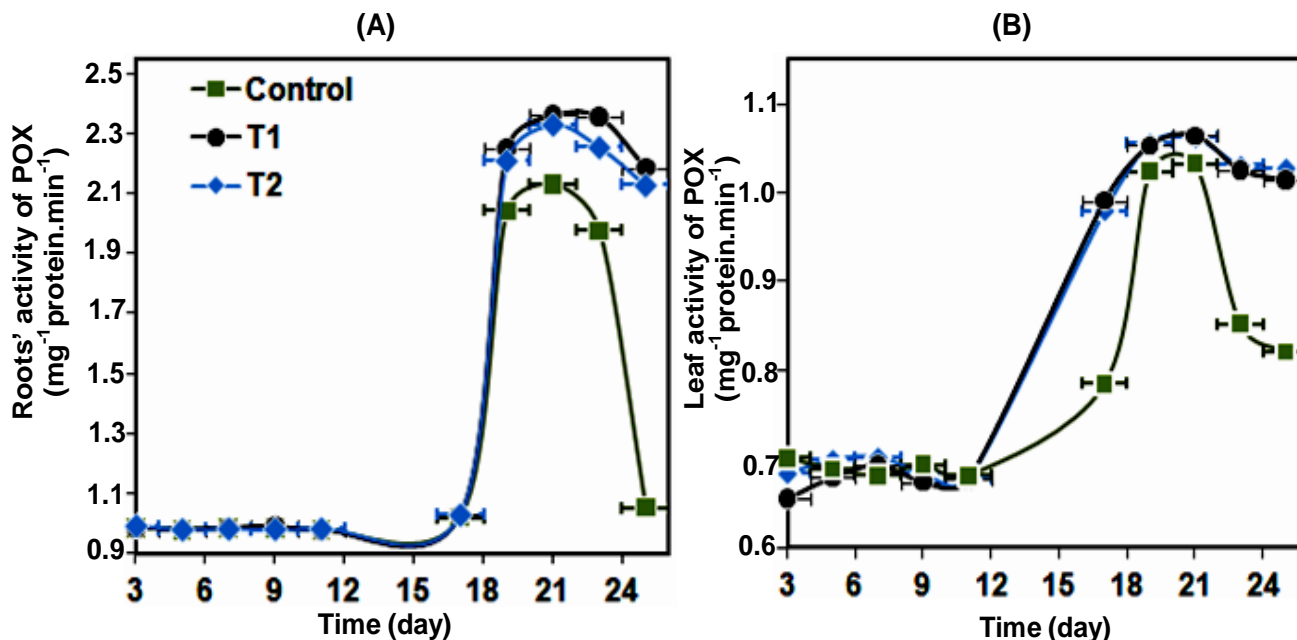 (A)
(B)
Roots' activity of POX
(mg⁻¹protein.min⁻¹)
2.5
2.3
2.1
1.9
1.7
1.5
1.3
1.1
0.9
Control
T1
T2
3 6 9 12 15 18 21 24
Time (day)
Leaf activity of POX
(mg⁻¹protein.min⁻¹)
1.1
1.0
0.9
0.8
0.7
0.6
3 6 9 12 15 18 21 24
Time (day)